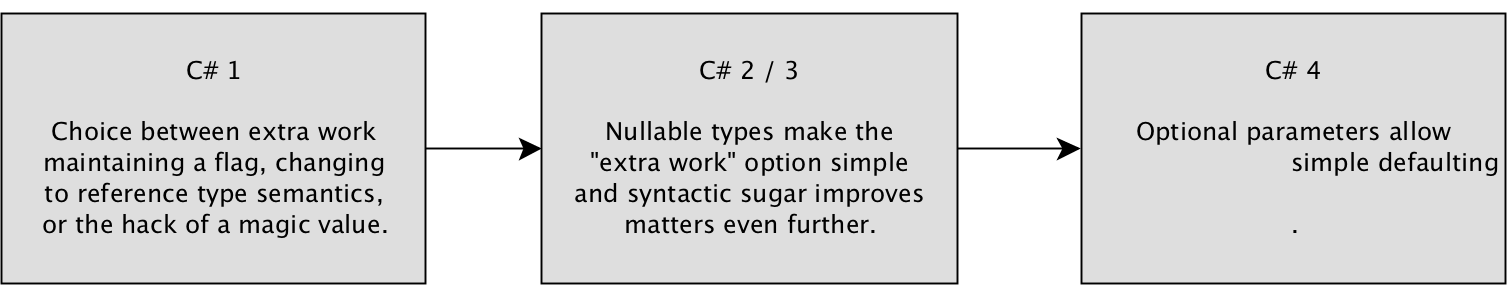 C# 1
Choice between extra work
maintaining a flag, changing
to reference type semantics,
or the hack of a magic value.
C# 2 / 3
Nullable types make the
"extra work" option simple
and syntactic sugar improves
matters even further.
C# 4
Optional parameters allow
simple defaulting
.